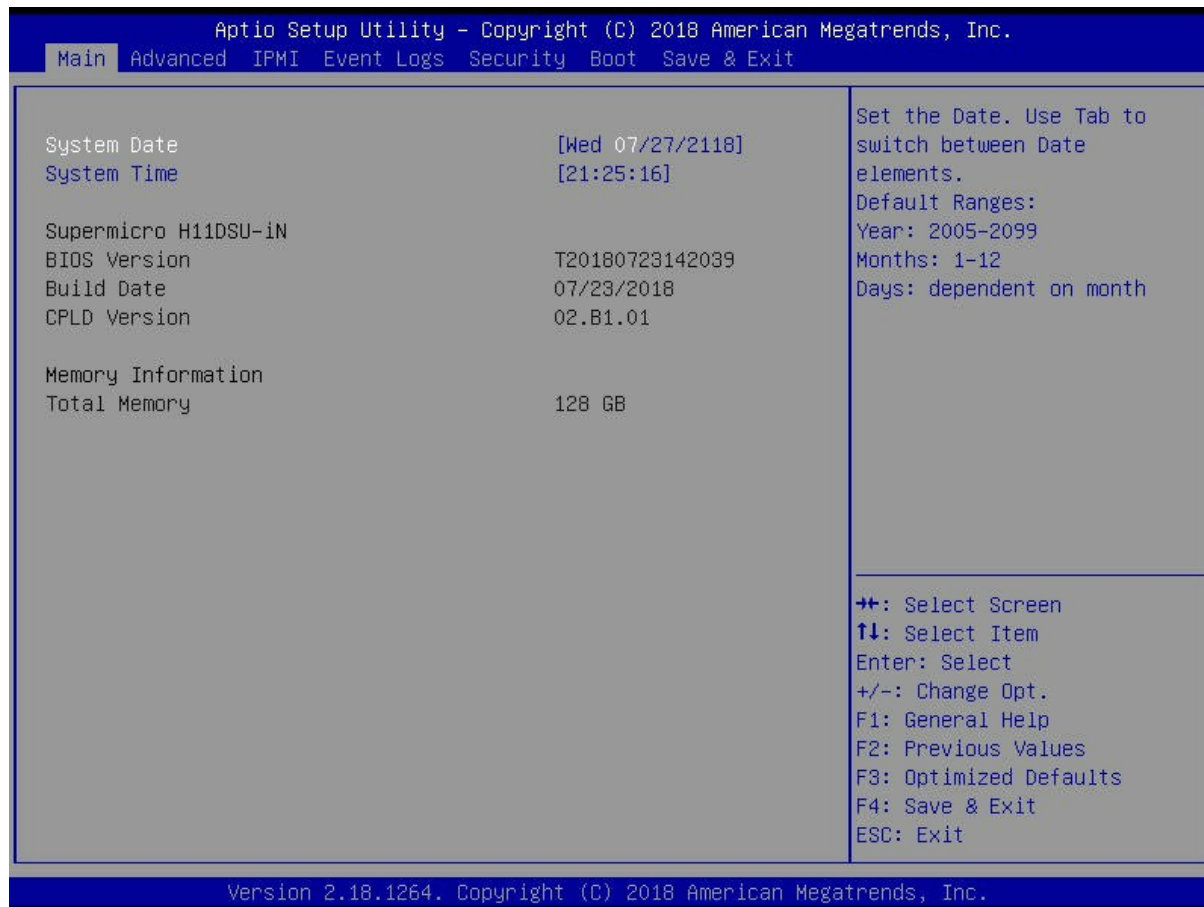 Aptio Setup Utility – Copyright (C) 2018 American Megatrends, Inc.
Main Advanced IPMI Event Logs Security Boot Save & Exit
System Date [Wed 07/27/2118]
System Time [21:25:16]
Supermicro H11DSU-iN
BIOS Version T20180723142039
Build Date 07/23/2018
CPLD Version 02.B1.01
Memory Information
Total Memory 128 GB
Set the Date. Use Tab to
switch between Date
elements.
Default Ranges:
Year: 2005-2099
Months: 1-12
Days: dependent on month
→←: Select Screen
↑↓: Select Item
Enter: Select
+/-: Change Opt.
F1: General Help
F2: Previous Values
F3: Optimized Defaults
F4: Save & Exit
ESC: Exit
Version 2.18.1264. Copyright (C) 2018 American Megatrends, Inc.